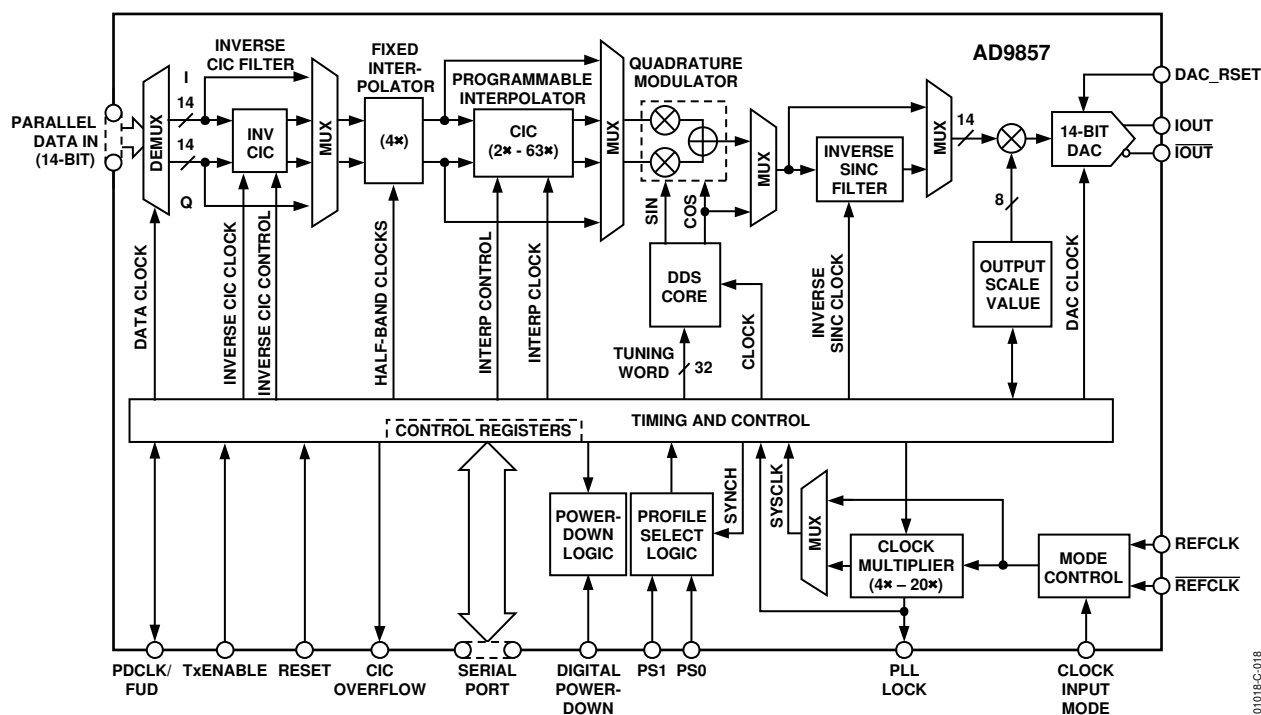 AD9857
INVERSE
CIC FILTER
I
14
14
Q
PARALLEL
DATA IN
(14-BIT)
DEMUX
INV
CIC
MUX
FIXED
INTER-
POLATOR
(4×)
PROGRAMMABLE
INTERPOLATOR
CIC
(2× - 63×)
MUX
QUADRATURE
MODULATOR
SIN
COS
MUX
INVERSE
SINC
FILTER
MUX
14
8
14-BIT
DAC
DAC_RSET
IOUT
IOUT
DATA CLOCK
INVERSE CIC CLOCK
INVERSE CIC CONTROL
HALF-BAND CLOCKS
INTERP CONTROL
INTERP CLOCK
DDS
CORE
TUNING
WORD
32
CLOCK
INVERSE
SINC CLOCK
OUTPUT
SCALE
VALUE
DAC CLOCK
TIMING AND CONTROL
CONTROL REGISTERS
POWER-
DOWN
LOGIC
PROFILE
SELECT
LOGIC
SYNCH
SYSCLK
MUX
CLOCK
MULTIPLIER
(4× – 20×)
MODE
CONTROL
REFCLK
REFCLK
PDCLK/
FUD
TxENABLE
RESET
CIC
OVERFLOW
SERIAL
PORT
DIGITAL
POWER-
DOWN
PS1
PS0
PLL
LOCK
CLOCK
INPUT
MODE
01018-C-018